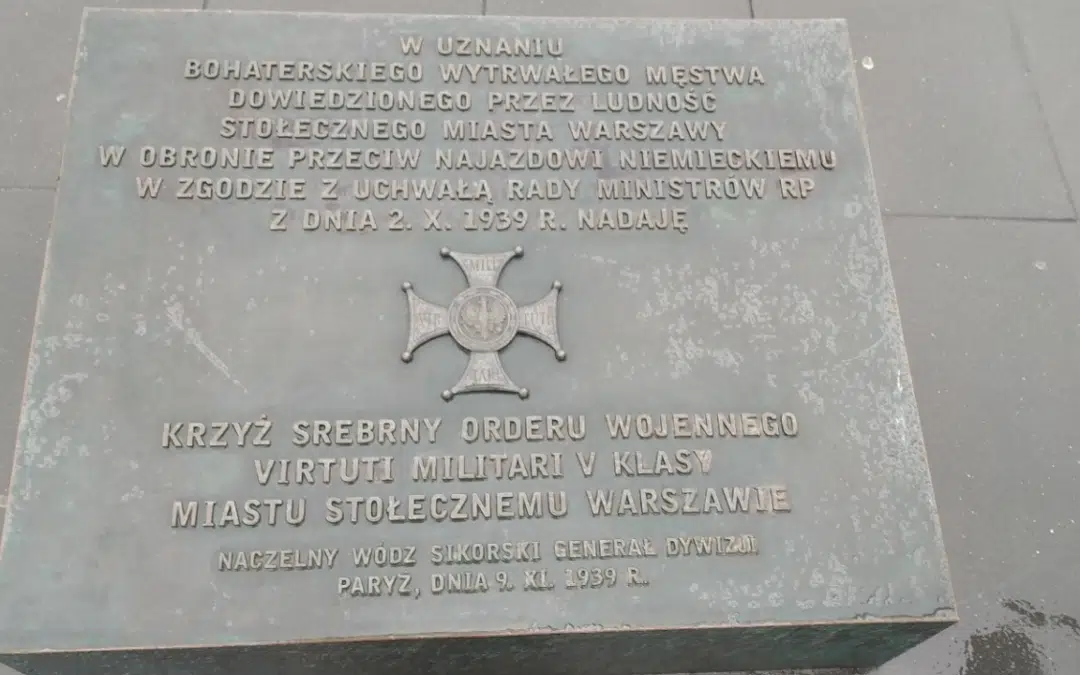 W UZNANIU
BOHATERSKIEGO WYTRWAŁEGO MĘSTWA
DOWIEDZIONEGO PRZEZ LUDNOŚĆ
STOŁECZNEGO MIASTA WARSZAWY
W OBRONIE PRZECIW NAJAZDOWI NIEMIECKIEMU
W ZGODZIE Z UCHWAŁĄ RADY MINISTRÓW RP
Z DNIA 2. X. 1939 R. NADAJĘ
KRZYŻ SREBRNY ORDERU WOJENNEGO
VIRTUTI MILITARI V KLASY
MIASTU STOŁECZNEMU WARSZAWIE
NACZELNY WÓDZ SIKORSKI GENERAŁ DYWIZJI
PARYŻ, DNIA 9. XI. 1939 R.